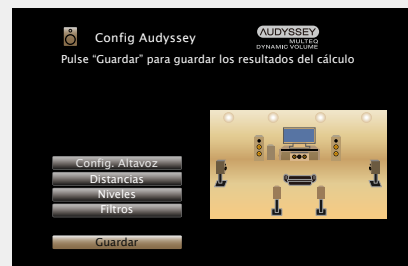 Config Audyssey
AUDYSSEY
MULTEQ
DYNAMIC VOLUME
Pulse “Guardar” para guardar los resultados del cálculo
Config. Altavoz
Distancias
Niveles
Filtros
Guardar